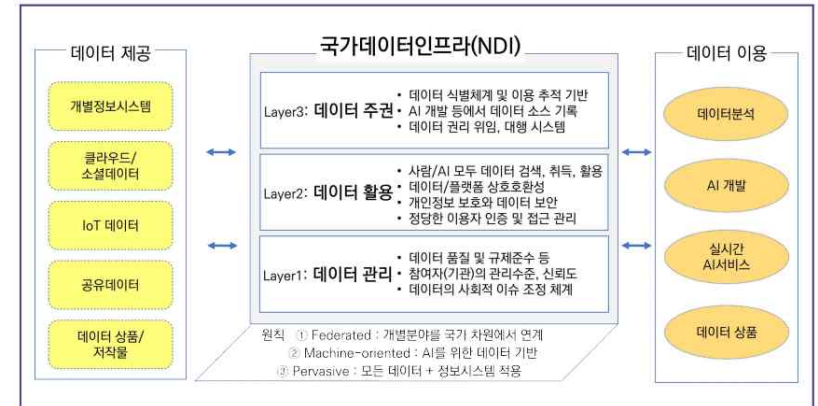 데이터 제공
개별정보시스템
클라우드/
소셜데이터
IoT 데이터
공유데이터
데이터 상품/
저작물
국가데이터인프라(NDI)
Layer3: 데이터 주권
• 데이터 식별체계 및 이용 추적 기반
• AI 개발 등에서 데이터 소스 기록
• 데이터 권리 위임, 대행 시스템
Layer2: 데이터 활용
• 사람/AI 모두 데이터 검색, 취득, 활용
• 데이터/플랫폼 상호호환성
• 개인정보 보호와 데이터 보안
• 정당한 이용자 인증 및 접근 관리
Layer1: 데이터 관리
• 데이터 품질 및 규제준수 등
• 참여자(기관)의 관리수준, 신뢰도
• 데이터의 사회적 이슈 조정 체계
원칙 ① Federated : 개별분야를 국가 차원에서 연계
② Machine-oriented : AI를 위한 데이터 기반
③ Pervasive : 모든 데이터 + 정보시스템 적용
데이터 이용
데이터분석
AI 개발
실시간
AI서비스
데이터 상품